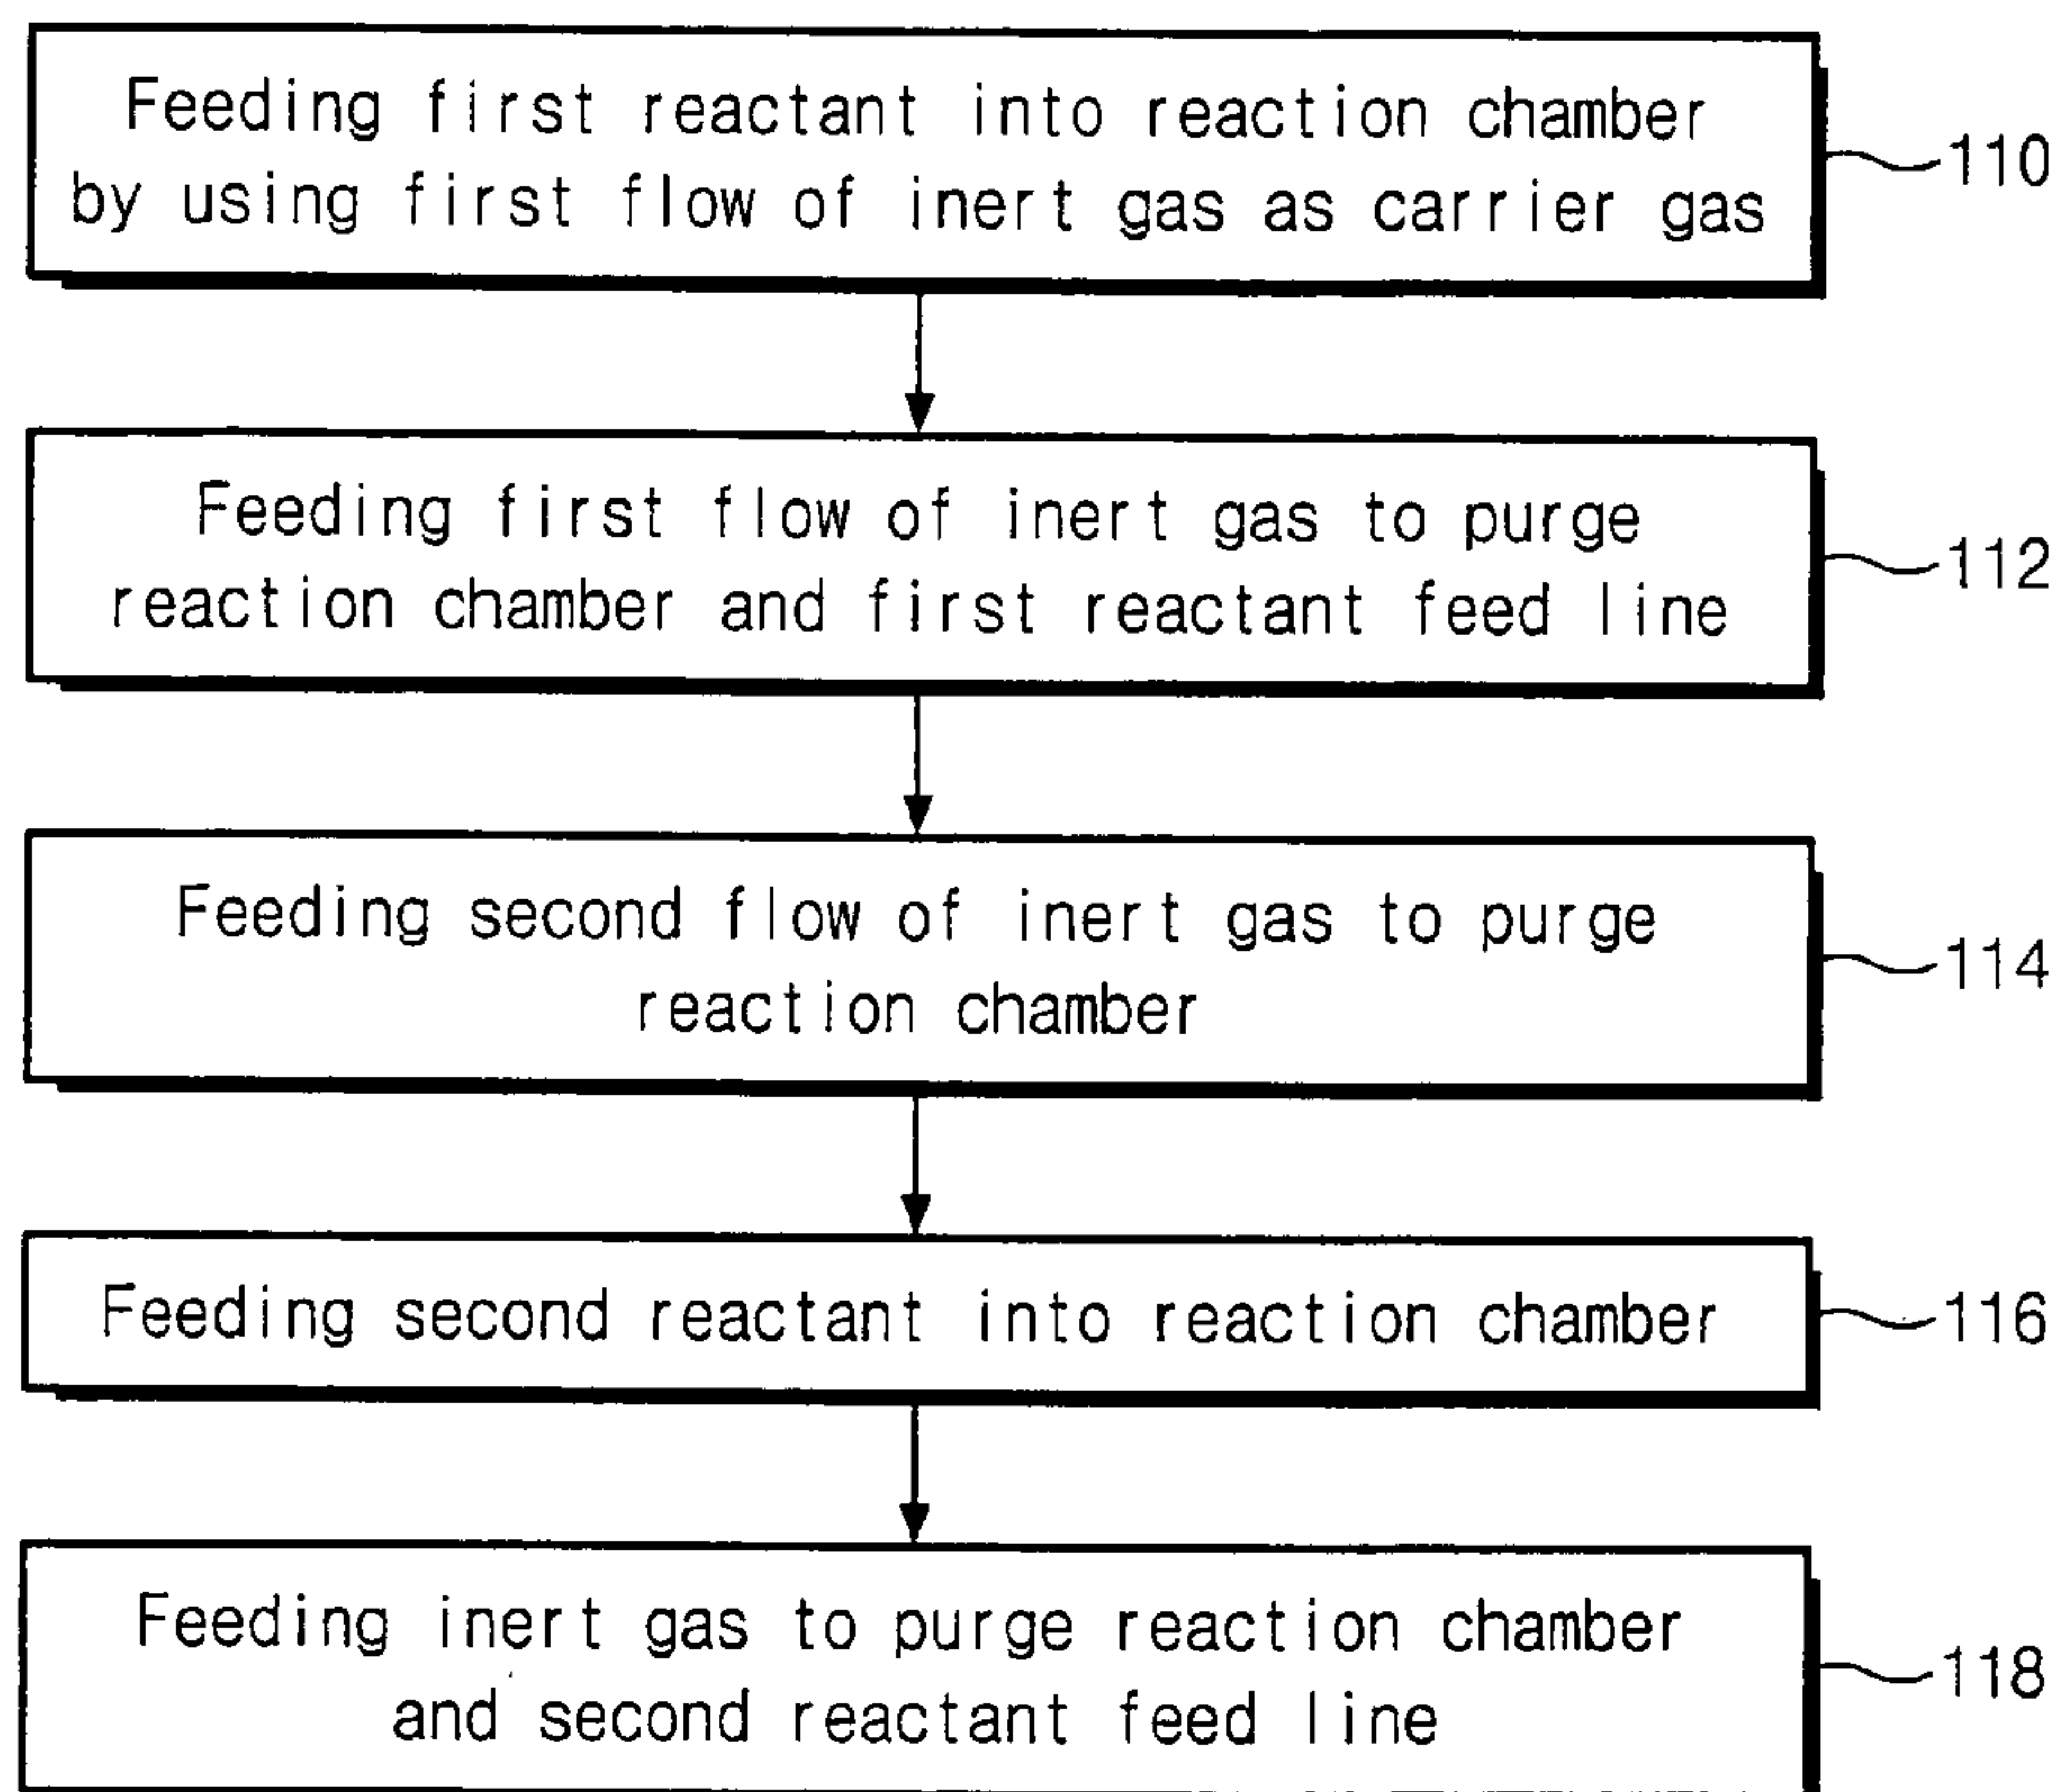 Feeding first reactant into reaction chamber
by using first flow of inert gas as carrier gas
110
Feeding first flow of inert gas to purge
reaction chamber and first reactant feed line
112
Feeding second flow of inert gas to purge
reaction chamber
114
Feeding second reactant into reaction chamber
116
Feeding inert gas to purge reaction chamber
and second reactant feed line
118